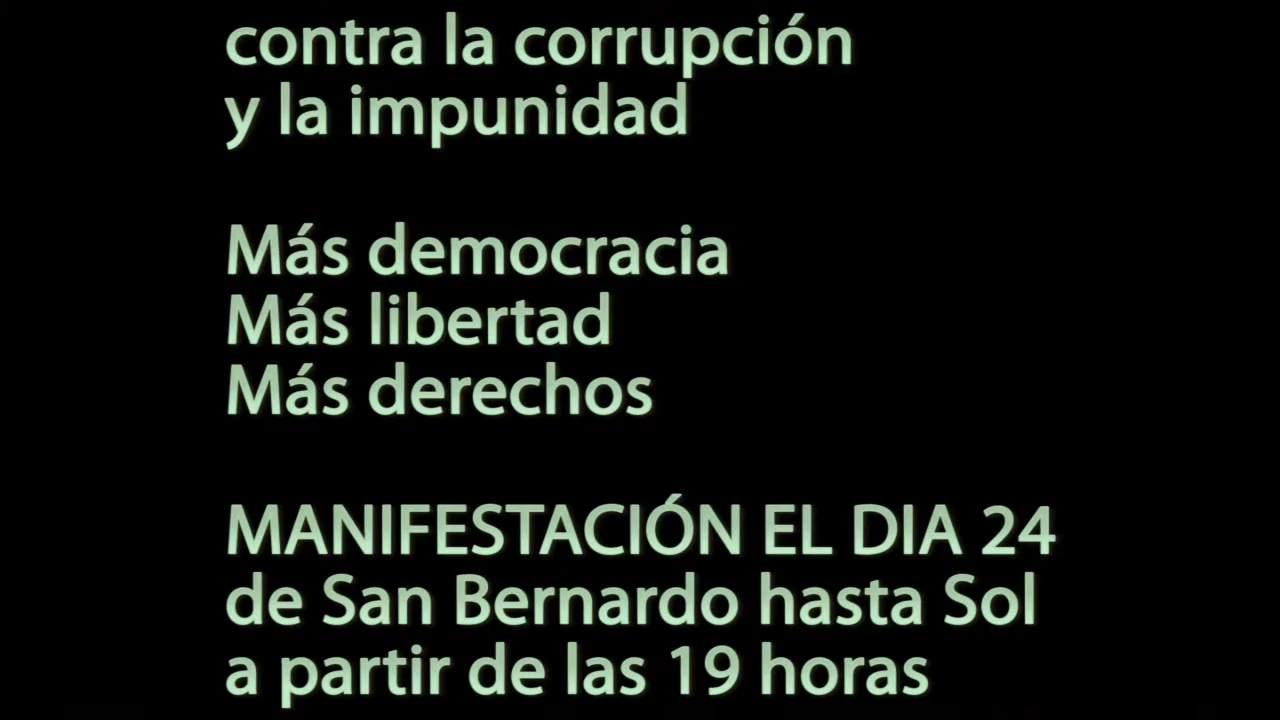 contra la corrupción
y la impunidad
Más democracia
Más libertad
Más derechos
MANIFESTACIÓN EL DIA 24
de San Bernardo hasta Sol
a partir de las 19 horas